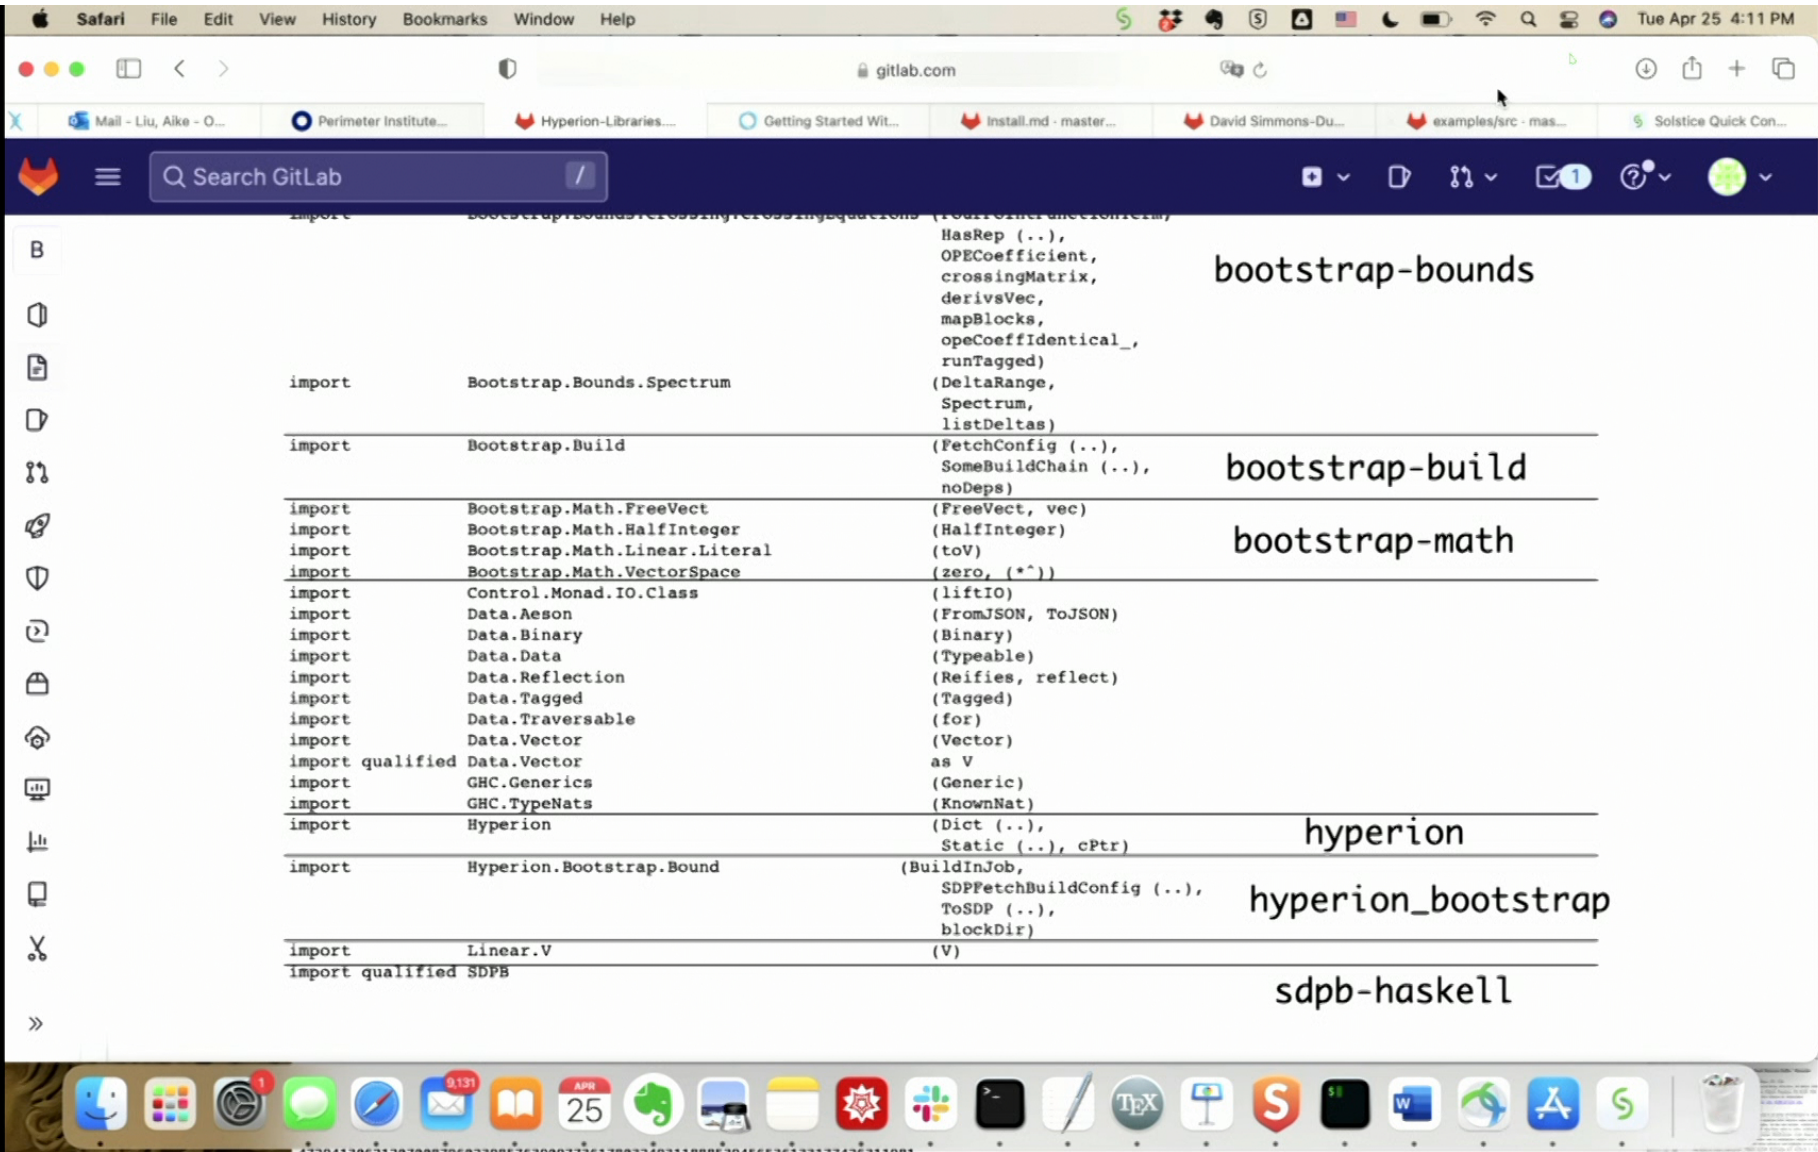 Safari File Edit View History Bookmarks Window Help Tue Apr 25 4:11 PM
gitlab.com
Mail - Liu, Aike - O... Perimeter Institute... Hyperion-Libraries.... Getting Started Wit... Install.md · master... David Simmons-Du... examples/src · mas... Solstice Quick Con...
Search GitLab / 1
B
import Bootstrap.Bounds.Crossing.CrossingEquations (FourPointFunctionTerm,
HasRep (..),
OPECoefficient,
crossingMatrix,
derivsVec,
mapBlocks,
opeCoeffIdentical_,
runTagged)
bootstrap-bounds
import Bootstrap.Bounds.Spectrum (DeltaRange,
Spectrum,
listDeltas)
import Bootstrap.Build (FetchConfig (..),
SomeBuildChain (..),
noDeps)
bootstrap-build
import Bootstrap.Math.FreeVect (FreeVect, vec)
import Bootstrap.Math.HalfInteger (HalfInteger)
import Bootstrap.Math.Linear.Literal (toV)
import Bootstrap.Math.VectorSpace (zero, (*^))
bootstrap-math
import Control.Monad.IO.Class (liftIO)
import Data.Aeson (FromJSON, ToJSON)
import Data.Binary (Binary)
import Data.Data (Typeable)
import Data.Reflection (Reifies, reflect)
import Data.Tagged (Tagged)
import Data.Traversable (for)
import Data.Vector (Vector)
import qualified Data.Vector as V
import GHC.Generics (Generic)
import GHC.TypeNats (KnownNat)
import Hyperion (Dict (..),
Static (..), cPtr)
hyperion
import Hyperion.Bootstrap.Bound (BuildInJob,
SDPFetchBuildConfig (..),
ToSDP (..),
blockDir)
hyperion_bootstrap
import Linear.V (V)
import qualified SDPB
sdpb-haskell
1
9,131
APR
25
TEX
W